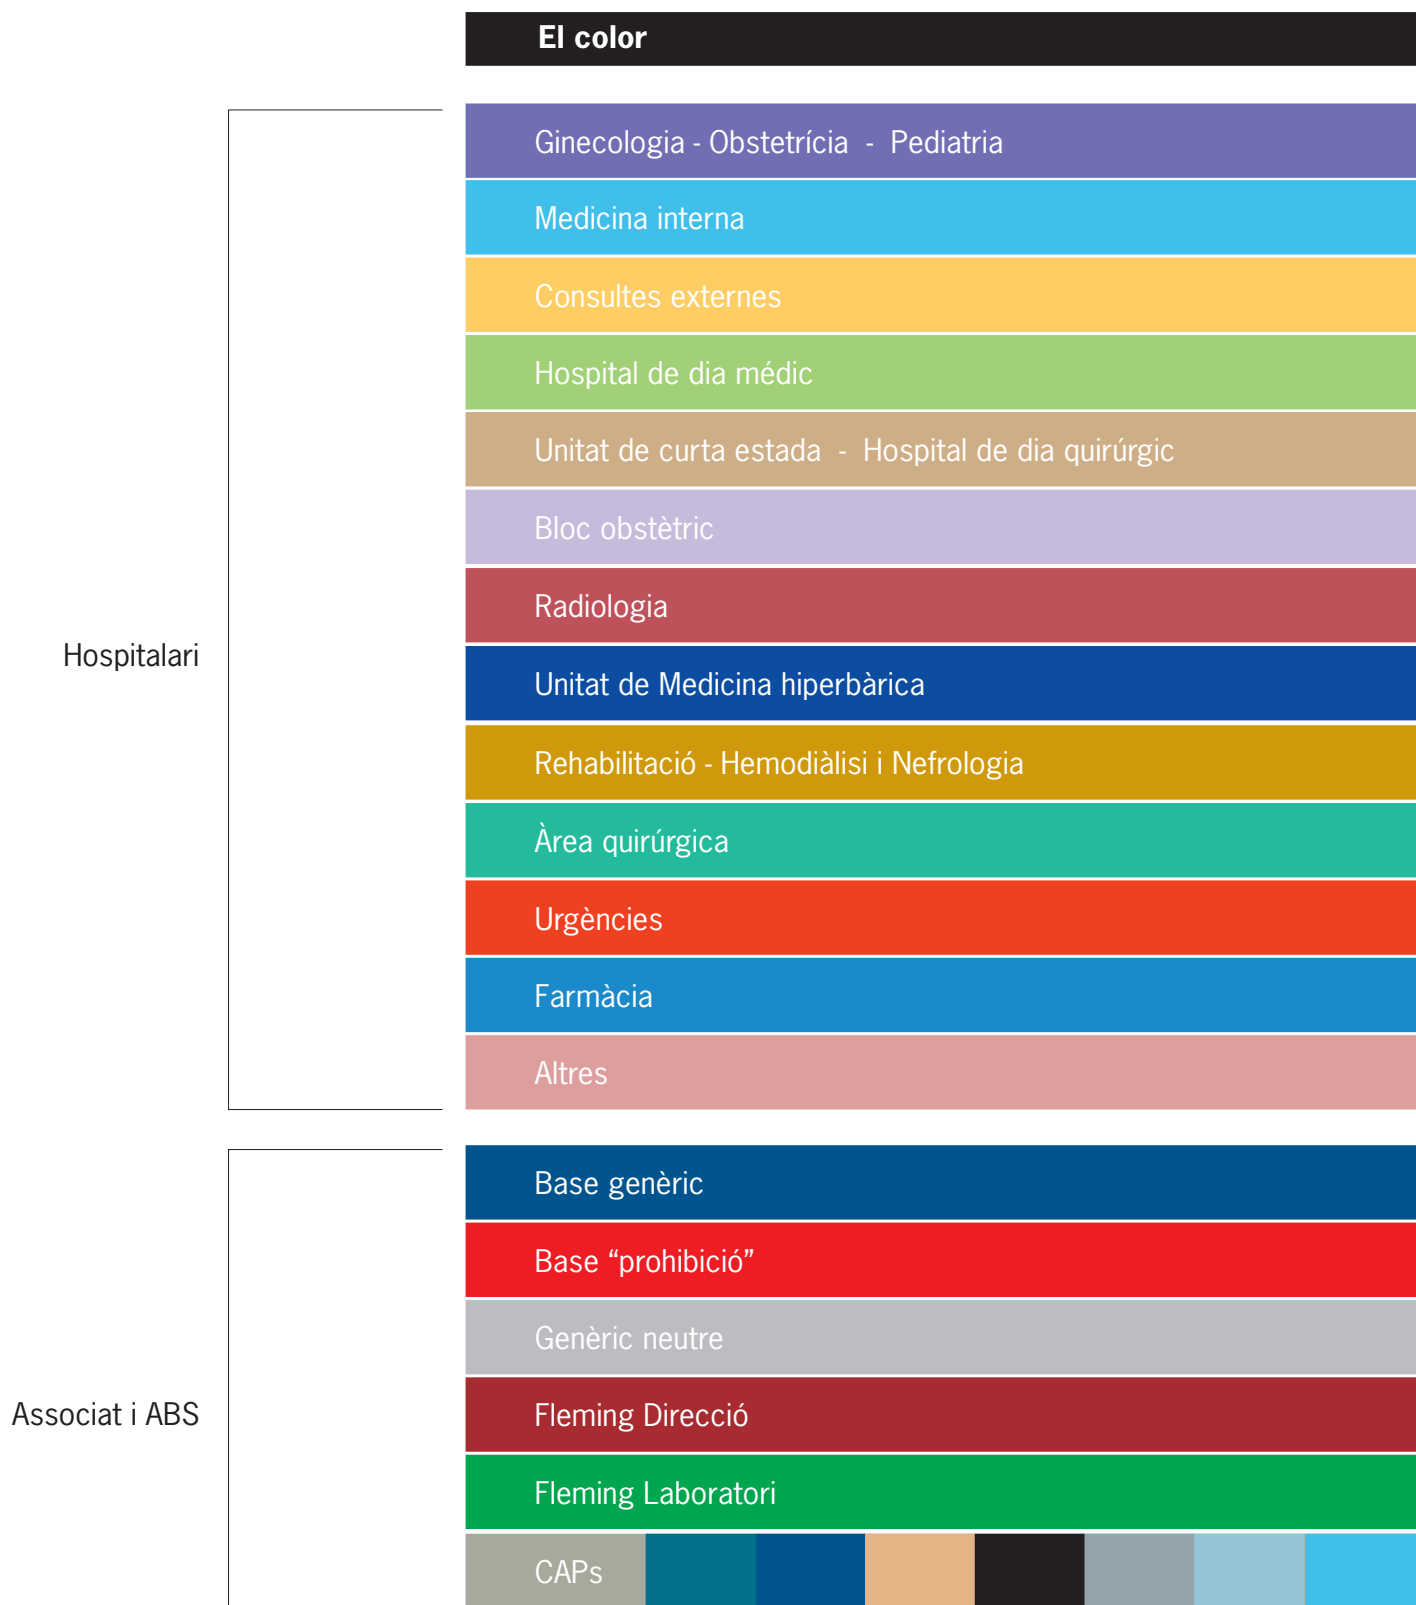 El color
Ginecologia - Obstetrícia - Pediatria
Medicina interna
Consultes externes
Hospital de dia médic
Unitat de curta estada - Hospital de dia quirúrgic
Bloc obstètric
Radiologia
Hospitalari
Unitat de Medicina hiperbàrica
Rehabilitació - Hemodiàlisi i Nefrologia
Àrea quirúrgica
Urgències
Farmàcia
Altres
Base genèric
Base “prohibició”
Genèric neutre
Associat i ABS
Fleming Direcció
Fleming Laboratori
CAPs